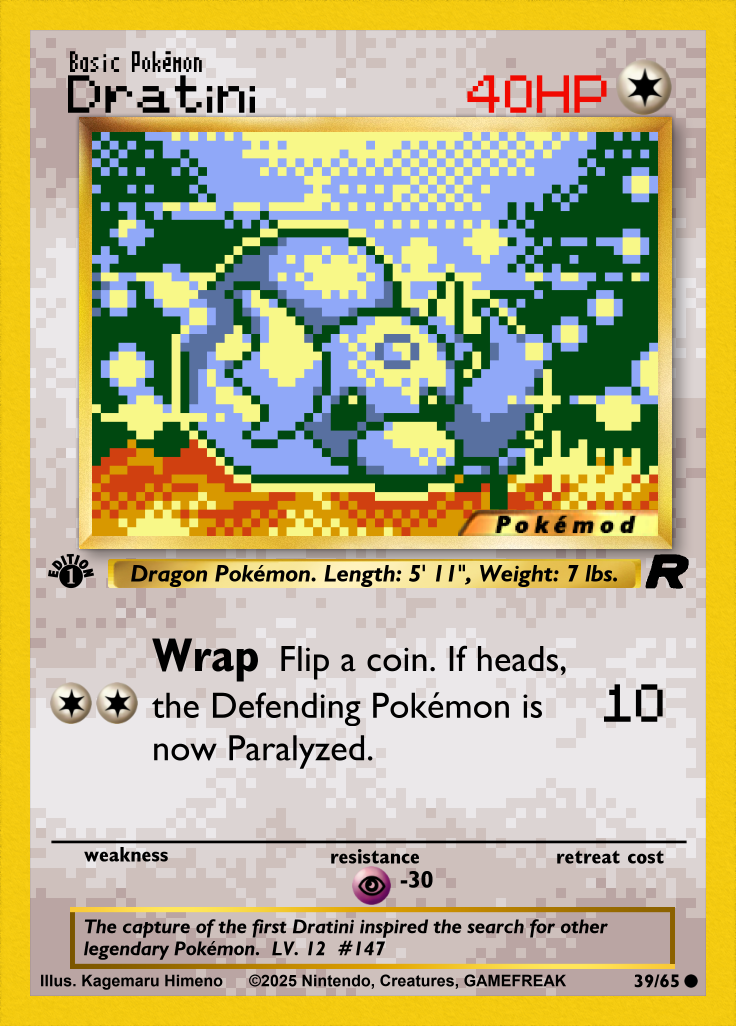 Basic Pokémon
Dratini
40HP
Pokémod
EDITION
1
Dragon Pokémon. Length: 5' 11", Weight: 7 lbs.
R
Wrap Flip a coin. If heads,
the Defending Pokémon is
now Paralyzed.
10
weakness
resistance
retreat cost
-30
The capture of the first Dratini inspired the search for other
legendary Pokémon. LV. 12 #147
Illus. Kagemaru Himeno ©2025 Nintendo, Creatures, GAMEFREAK
39/65